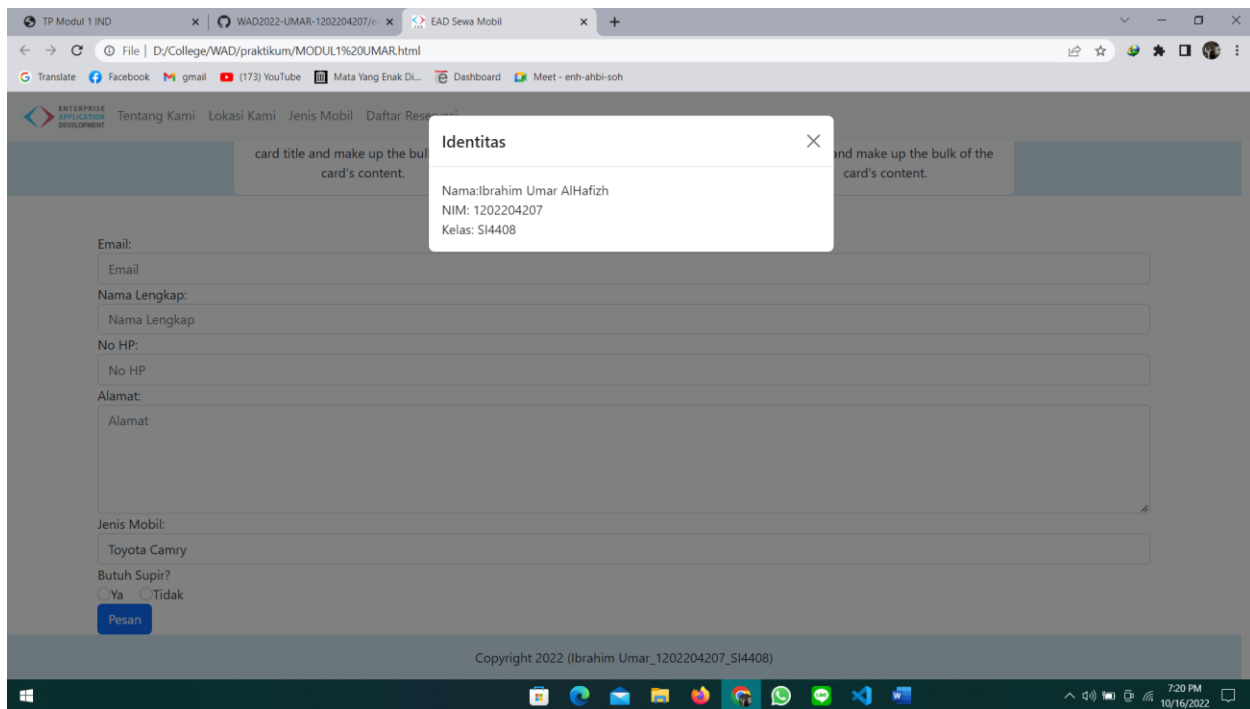 TP Modul 1 IND
WAD2022-UMAR-1202204207/e
EAD Sewa Mobil
File | D:/College/WAD/praktikum/MODUL1%20UMAR.html
Translate
Facebook
gmail
(173) YouTube
Mata Yang Enak Di...
Dashboard
Meet - enh-ahbi-soh
ENTERPRISE
APPLICATION
DEVELOPMENT
Tentang Kami Lokasi Kami Jenis Mobil Daftar
card title and make up the
card's content.
and make up the bulk of the
card's content.
Identitas
Nama:Ibrahim Umar AlHafizh
NIM: 1202204207
Kelas: SI4408
Email:
Email
Nama Lengkap:
Nama Lengkap
No HP:
No HP
Alamat:
Alamat
Jenis Mobil:
Toyota Camry
Butuh Supir?
Ya Tidak
Pesan
Copyright 2022 (Ibrahim Umar_1202204207_SI4408)
7:20 PM
10/16/2022